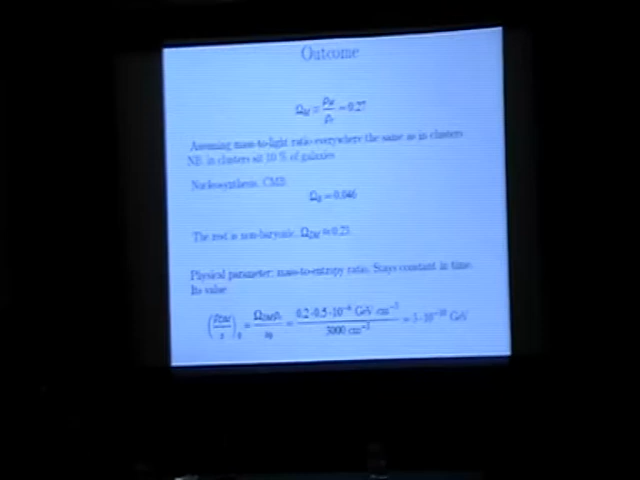 Outcome
Ω_M ≡ ρ_M / ρ_c = 0.27
Assuming mass-to-light ratio everywhere the same as in clusters
NB: in clusters sit 10 % of galaxies
Nucleosynthesis, CMB:
Ω_B = 0.046
The rest is non-baryonic, Ω_DM ≈ 0.23.
Physical parameter: mass-to-entropy ratio. Stays constant in time.
Its value
(ρ_DM / s)_0 = Ω_DM ρ_c / s_0 = 0.2 · 0.5 · 10^-5 GeV cm^-3 / 3000 cm^-3 = 3 · 10^-10 GeV